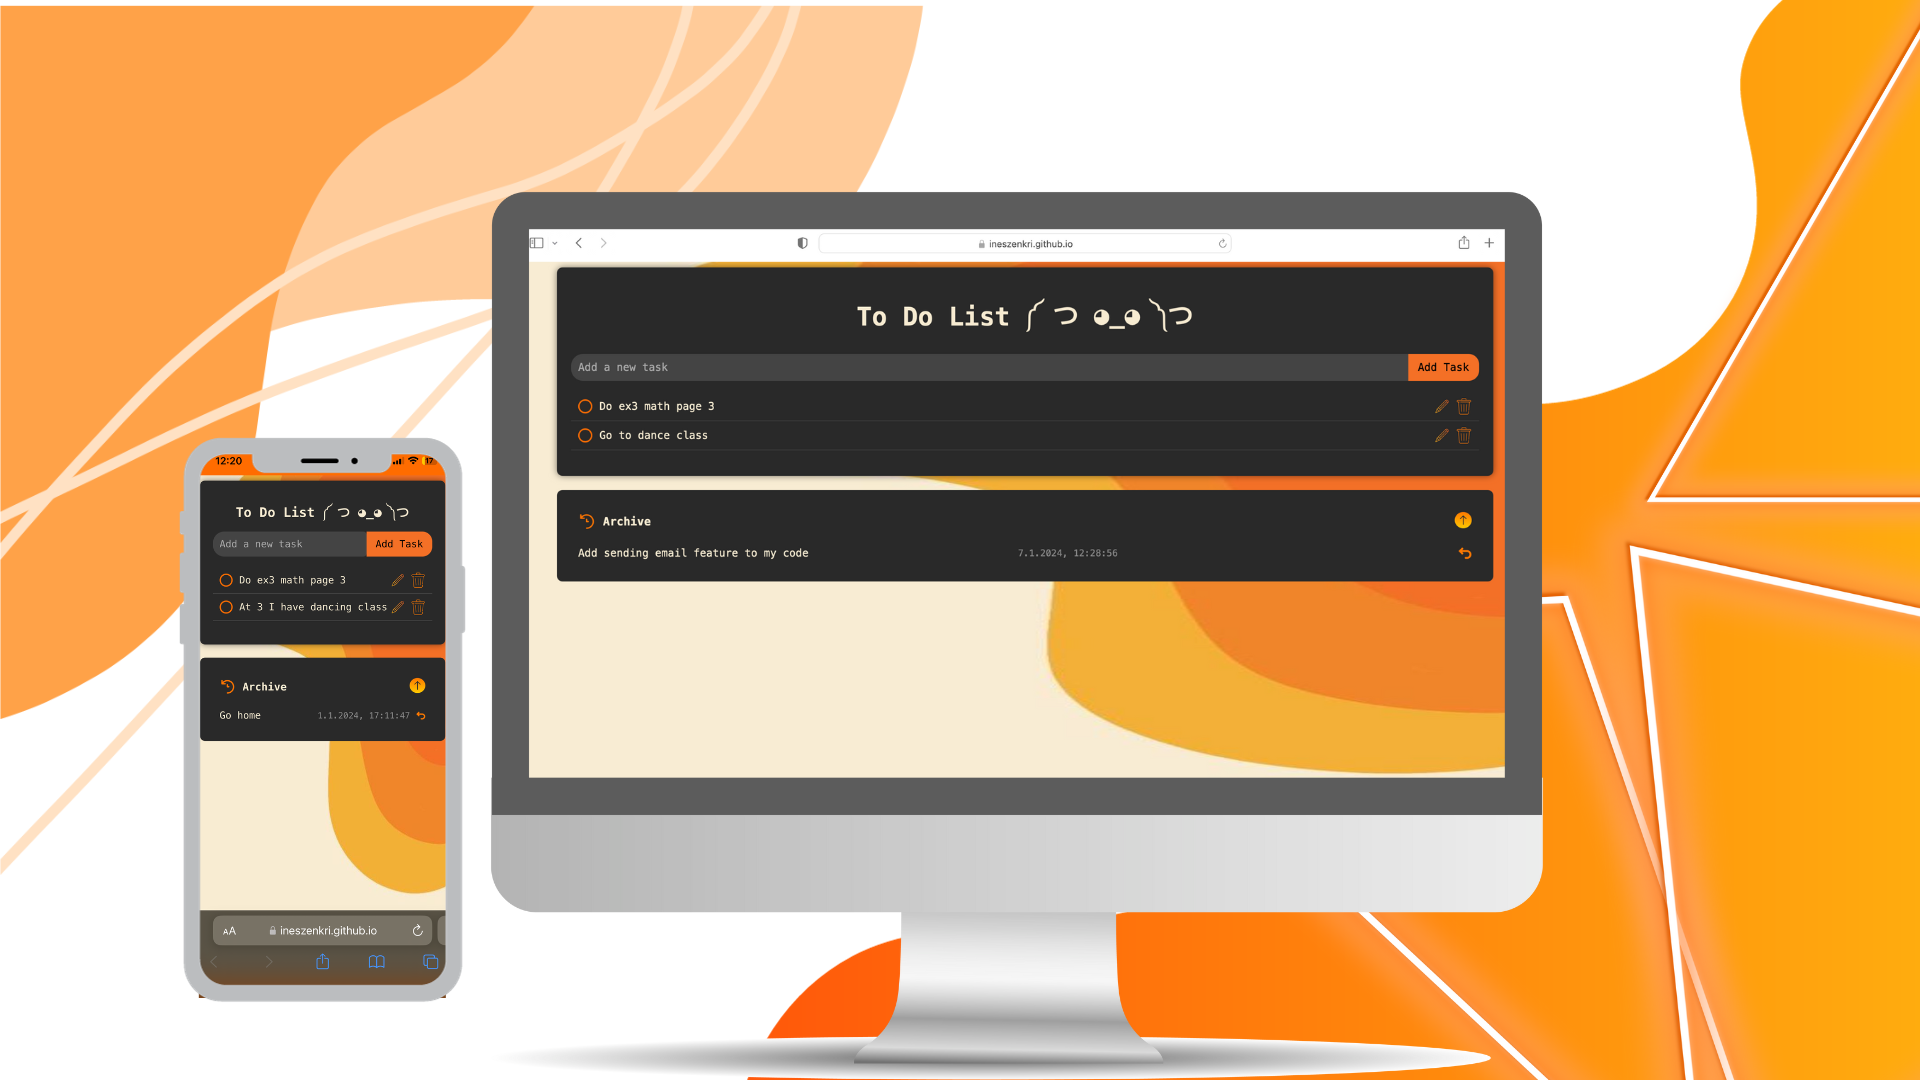 ineszenkri.github.io
To Do List ༼ つ ◕_◕ ༽つ
Add a new task
Add Task
Do ex3 math page 3
Go to dance class
Archive
Add sending email feature to my code
7.1.2024, 12:28:56
12:20
17
To Do List ༼ つ ◕_◕ ༽つ
Add a new task
Add Task
Do ex3 math page 3
At 3 I have dancing class
Archive
Go home
1.1.2024, 17:11:47
AA
ineszenkri.github.io